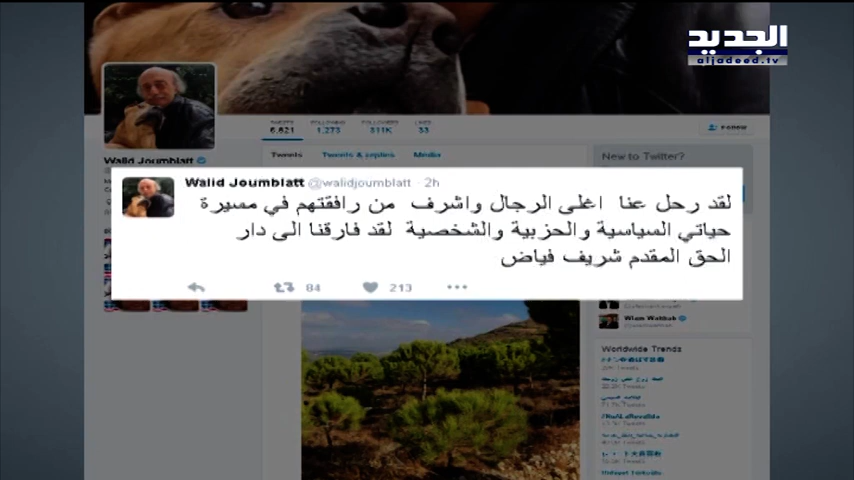 الجديد
aljadeed.tv
TWEETS FOLLOWING FOLLOWERS LIKES
6,621 1,273 311K 33
Follow
Walid Joumblatt
Tweets Tweets & replies Media
New to Twitter?
Walid Joumblatt @walidjoumblatt · 2h
لقد رحل عنا اغلى الرجال واشرف من رافقتهم في مسيرة
حياتي السياسية والحزبية والشخصية لقد فارقنا الى دار
الحق المقدم شريف فياض
84 213
Wiam Wahhab
Worldwide Trends